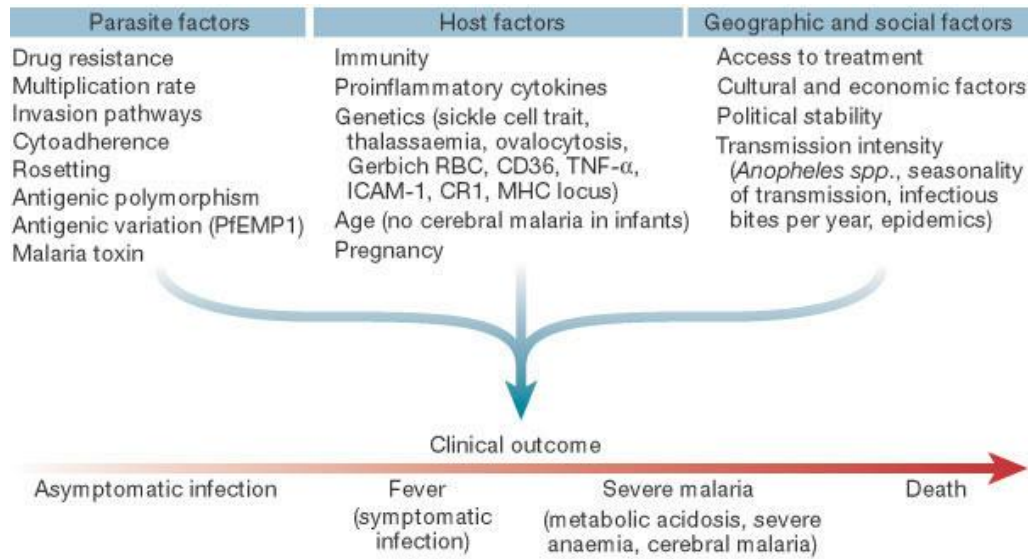 Parasite factors
Drug resistance
Multiplication rate
Invasion pathways
Cytoadherence
Rosetting
Antigenic polymorphism
Antigenic variation (PfEMP1)
Malaria toxin
Host factors
Immunity
Proinflammatory cytokines
Genetics (sickle cell trait,
thalassaemia, ovalocytosis,
Gerbich RBC, CD36, TNF-α,
ICAM-1, CR1, MHC locus)
Age (no cerebral malaria in infants)
Pregnancy
Geographic and social factors
Access to treatment
Cultural and economic factors
Political stability
Transmission intensity
(Anopheles spp., seasonality
of transmission, infectious
bites per year, epidemics)
Clinical outcome
Asymptomatic infection
Fever
(symptomatic
infection)
Severe malaria
(metabolic acidosis, severe
anaemia, cerebral malaria)
Death